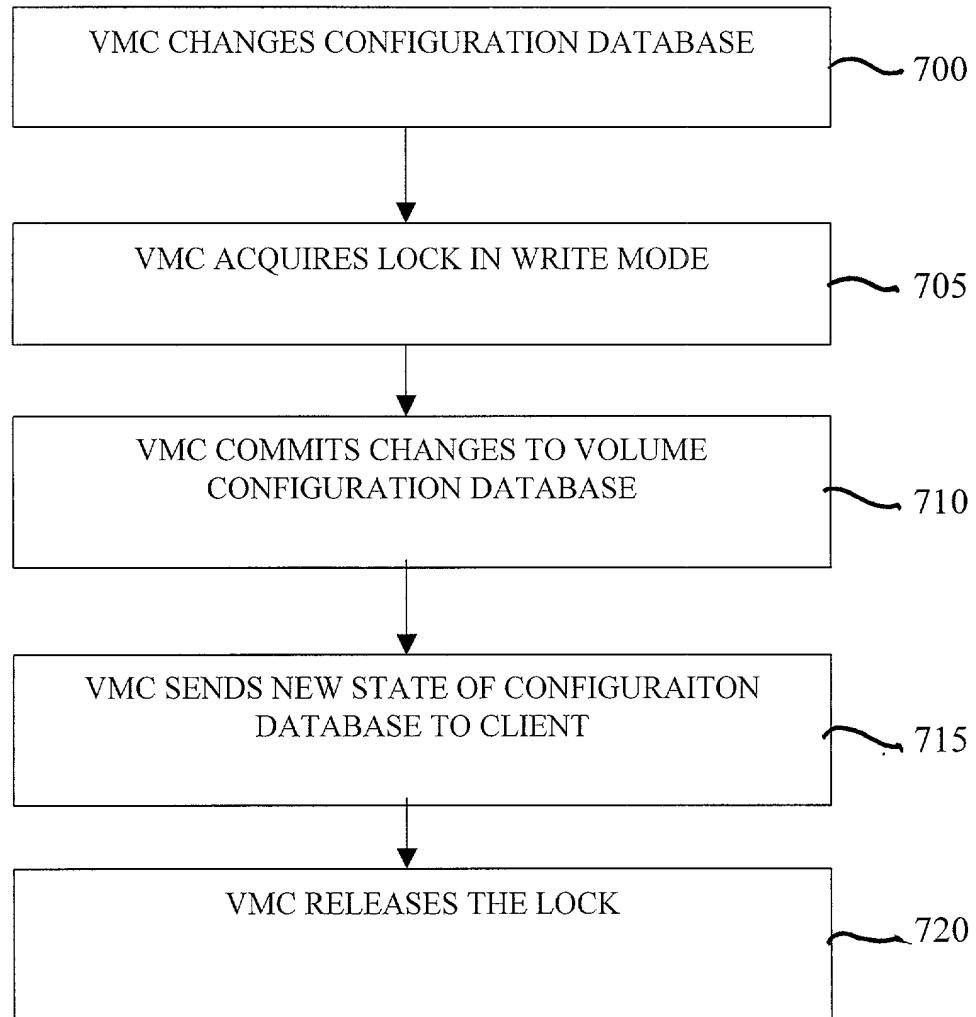 VMC CHANGES CONFIGURATION DATABASE
700
VMC ACQUIRES LOCK IN WRITE MODE
705
VMC COMMITS CHANGES TO VOLUME
CONFIGURATION DATABASE
710
VMC SENDS NEW STATE OF CONFIGURAITON
DATABASE TO CLIENT
715
VMC RELEASES THE LOCK
720